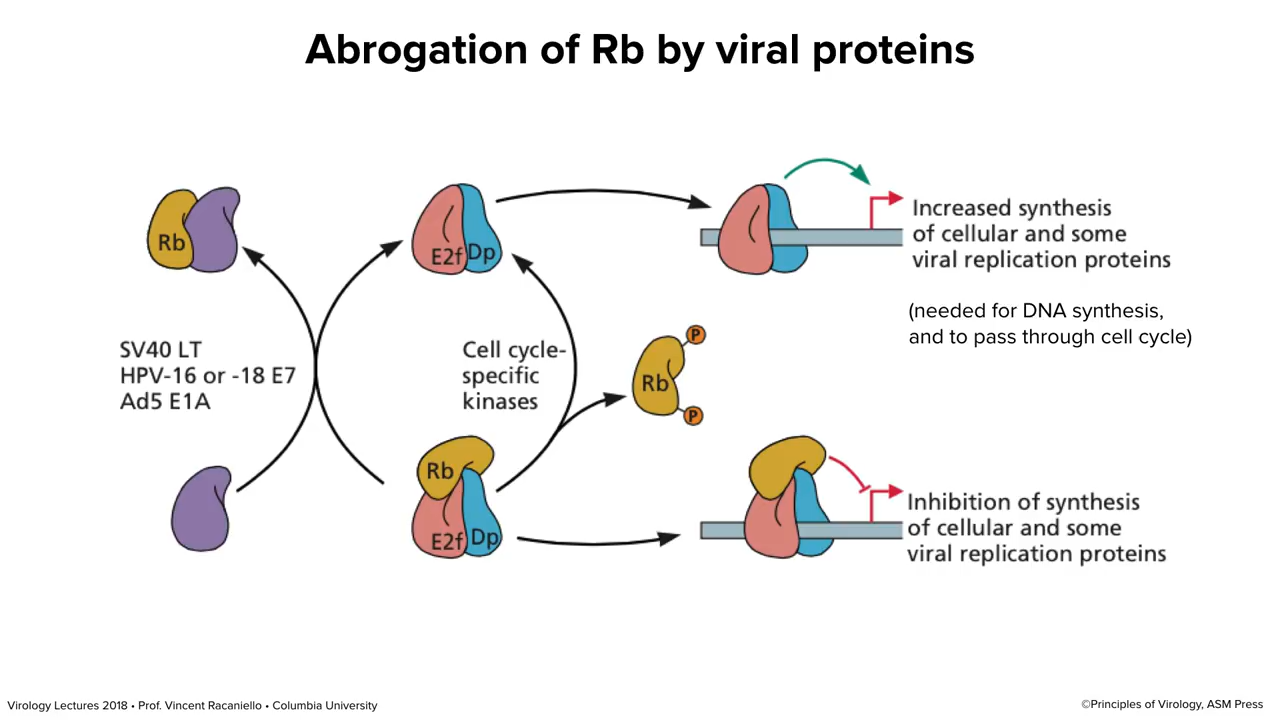 Abrogation of Rb by viral proteins
Rb
E2f Dp
Increased synthesis
of cellular and some
viral replication proteins
(needed for DNA synthesis,
and to pass through cell cycle)
SV40 LT
HPV-16 or -18 E7
Ad5 E1A
Cell cycle-
specific
kinases
P
Rb
P
Rb
E2f Dp
Inhibition of synthesis
of cellular and some
viral replication proteins
Virology Lectures 2018 • Prof. Vincent Racaniello • Columbia University
©Principles of Virology, ASM Press